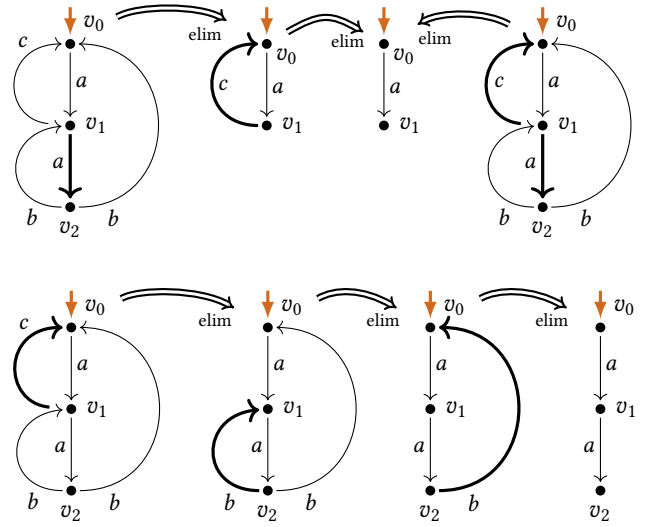 v₀ v₀ v₀ v₀
elim elim elim
c a c a a c a
v₁ v₁ v₁ v₁
a a
b v₂ b b v₂ b
v₀ v₀ v₀ v₀
elim elim elim
c a a a a
v₁ v₁ v₁ v₁
a a a a
b v₂ b b v₂ b v₂ b v₂